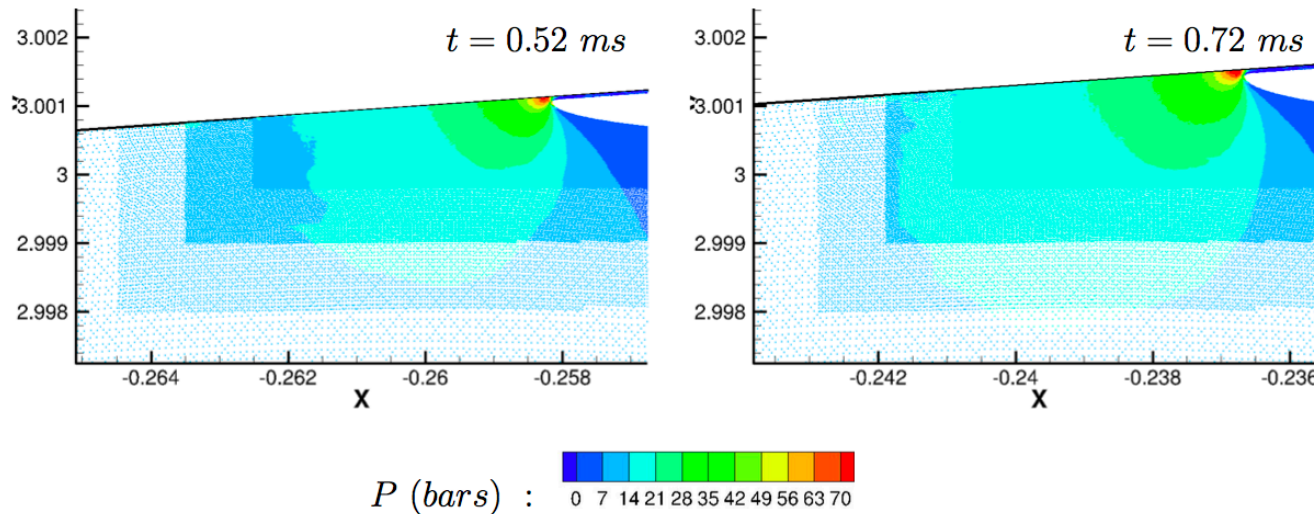 t = 0.52 ms
3.002
3.001
3
2.999
2.998
-0.264 -0.262 -0.26 -0.258
X
t = 0.72 ms
3.002
3.001
3
2.999
2.998
-0.242 -0.24 -0.238 -0.236
X
P (bars) : 0 7 14 21 28 35 42 49 56 63 70